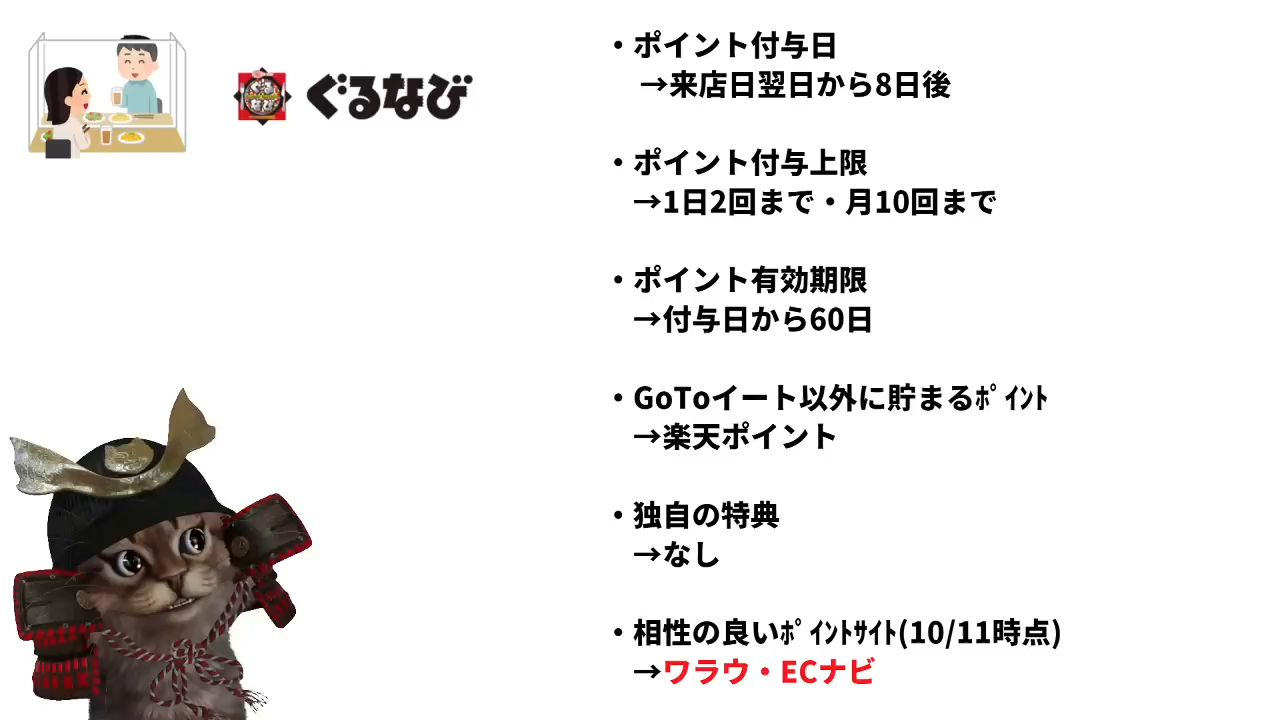 ぐるなび
・ポイント付与日
→来店日翌日から8日後
・ポイント付与上限
→1日2回まで・月10回まで
・ポイント有効期限
→付与日から60日
・GoToイート以外に貯まるﾎﾟｲﾝﾄ
→楽天ポイント
・独自の特典
→なし
・相性の良いﾎﾟｲﾝﾄｻｲﾄ(10/11時点)
→ワラウ・ECナビ